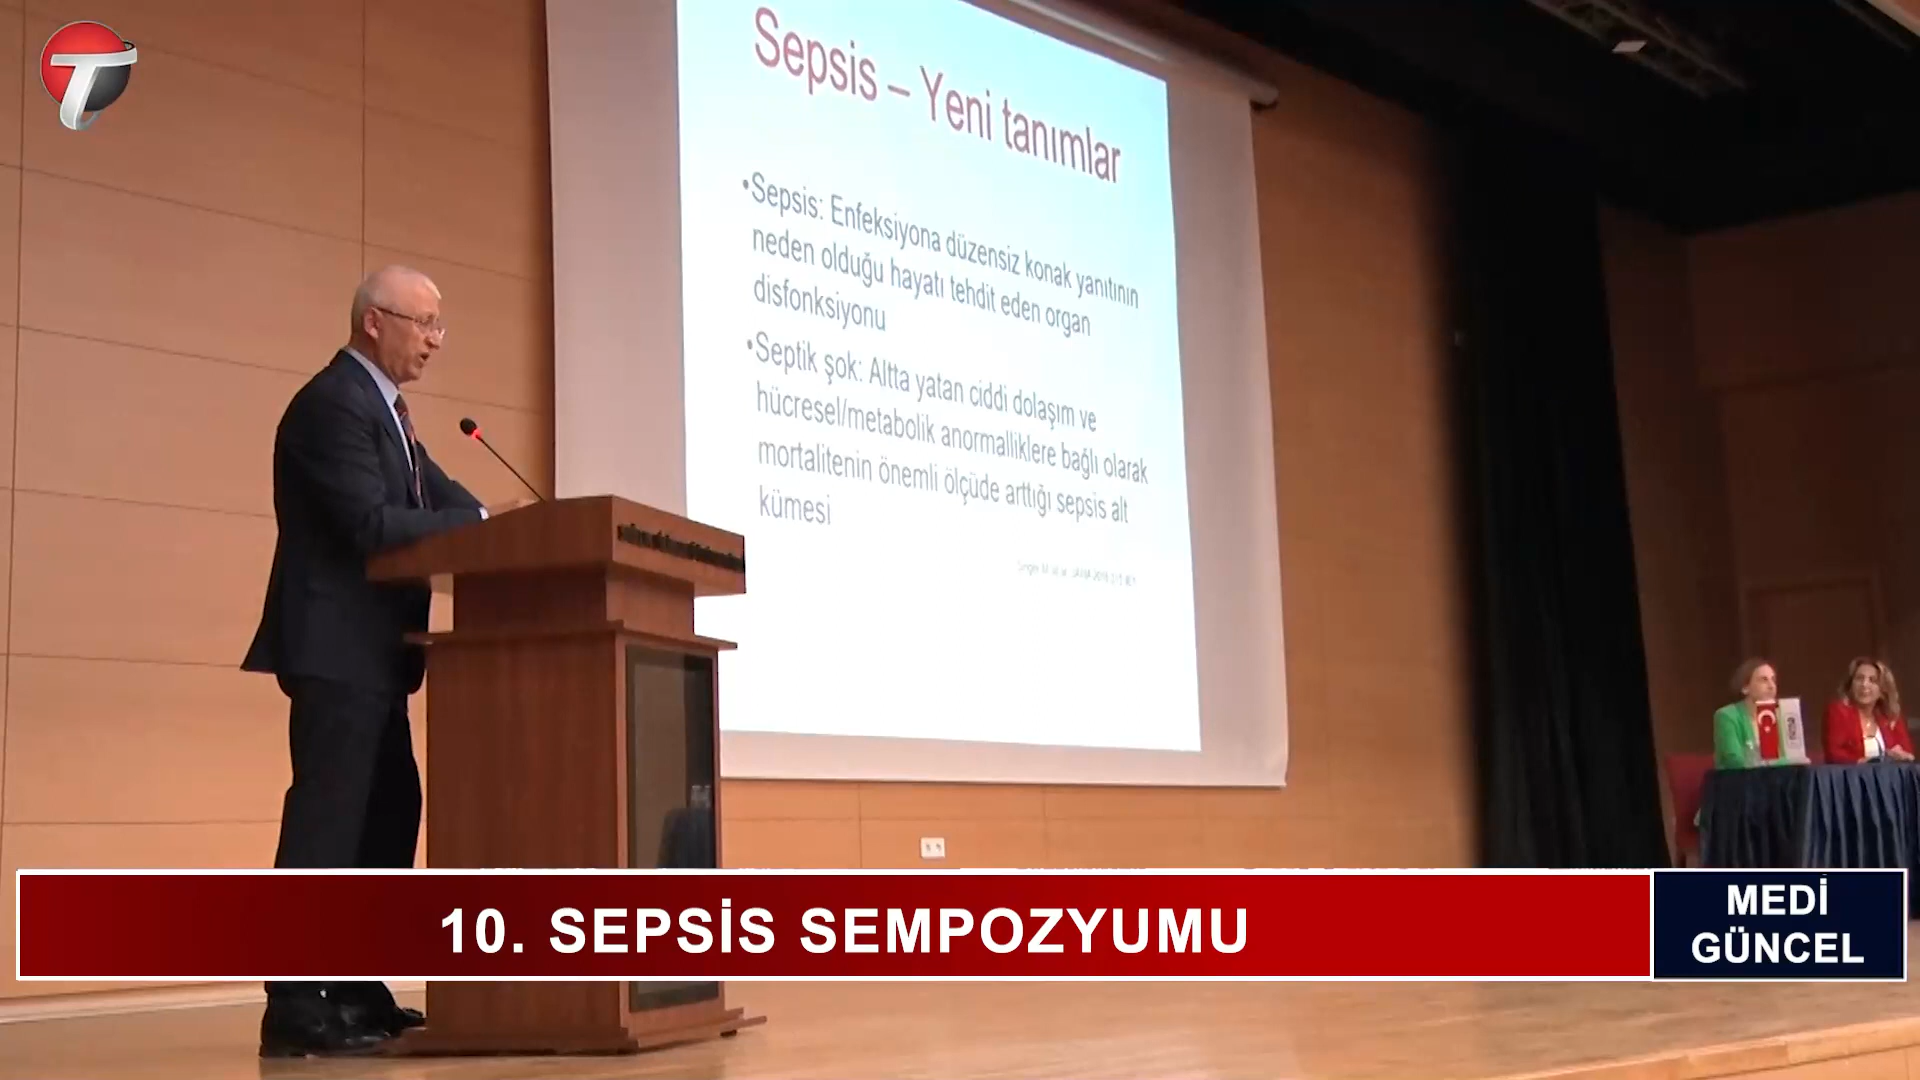 Sepsis – Yeni tanımlar
•Sepsis: Enfeksiyona düzensiz konak yanıtının
neden olduğu hayatı tehdit eden organ
disfonksiyonu
•Septik şok: Altta yatan ciddi dolaşım ve
hücresel/metabolik anormalliklere bağlı olarak
mortalitenin önemli ölçüde arttığı sepsis alt
kümesi
10. SEPSİS SEMPOZYUMU
MEDİ
GÜNCEL